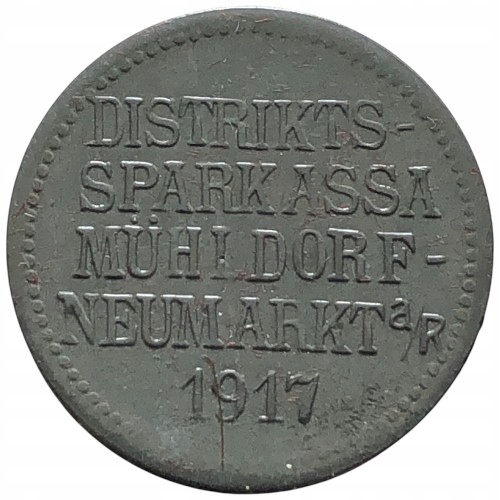 DISTRIKTS-
SPARKASSA
MÜHLDORF-
NEUMARKT a/R
1917